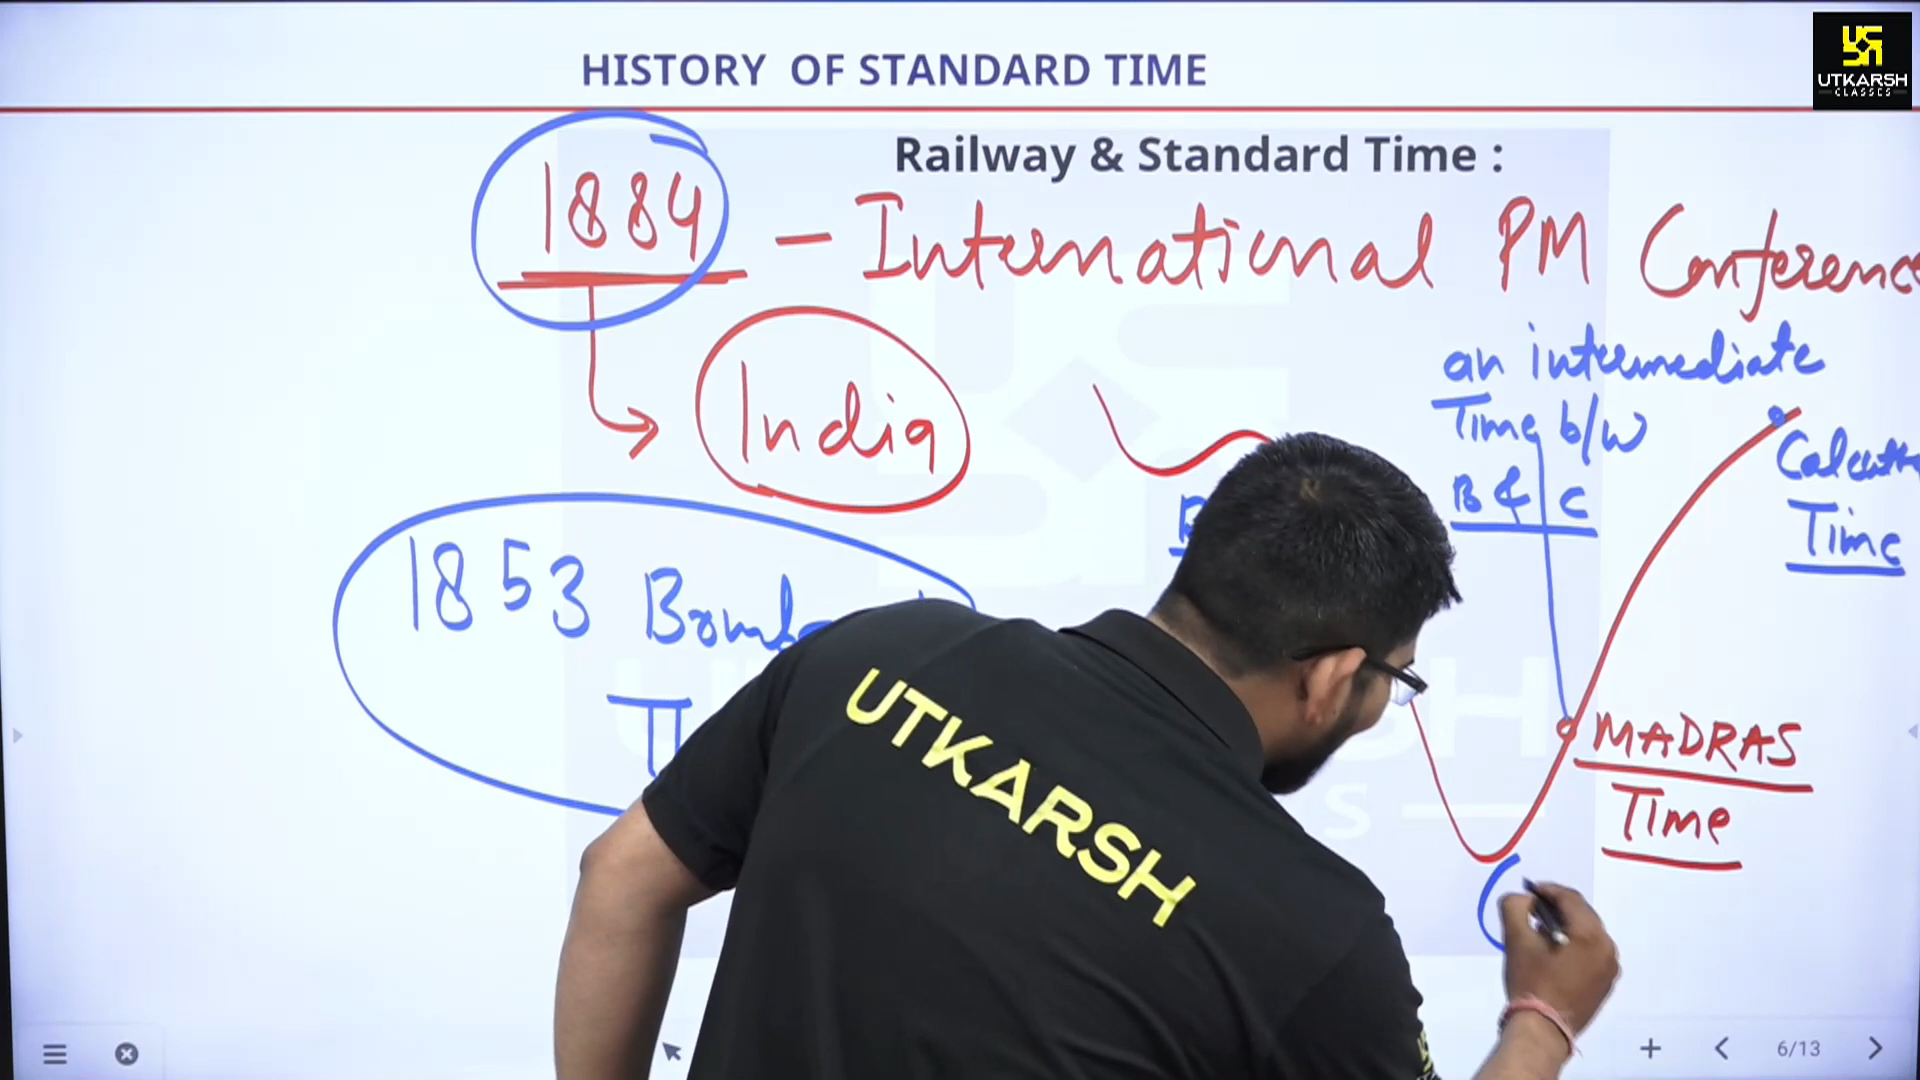 HISTORY OF STANDARD TIME
UTKARSH
CLASSES
Railway & Standard Time :
1884 - International PM Conference
India
an intermediate
Time b/w
B & C
Calcutta
Time
1853
MADRAS
Time
UTKARSH
6/13